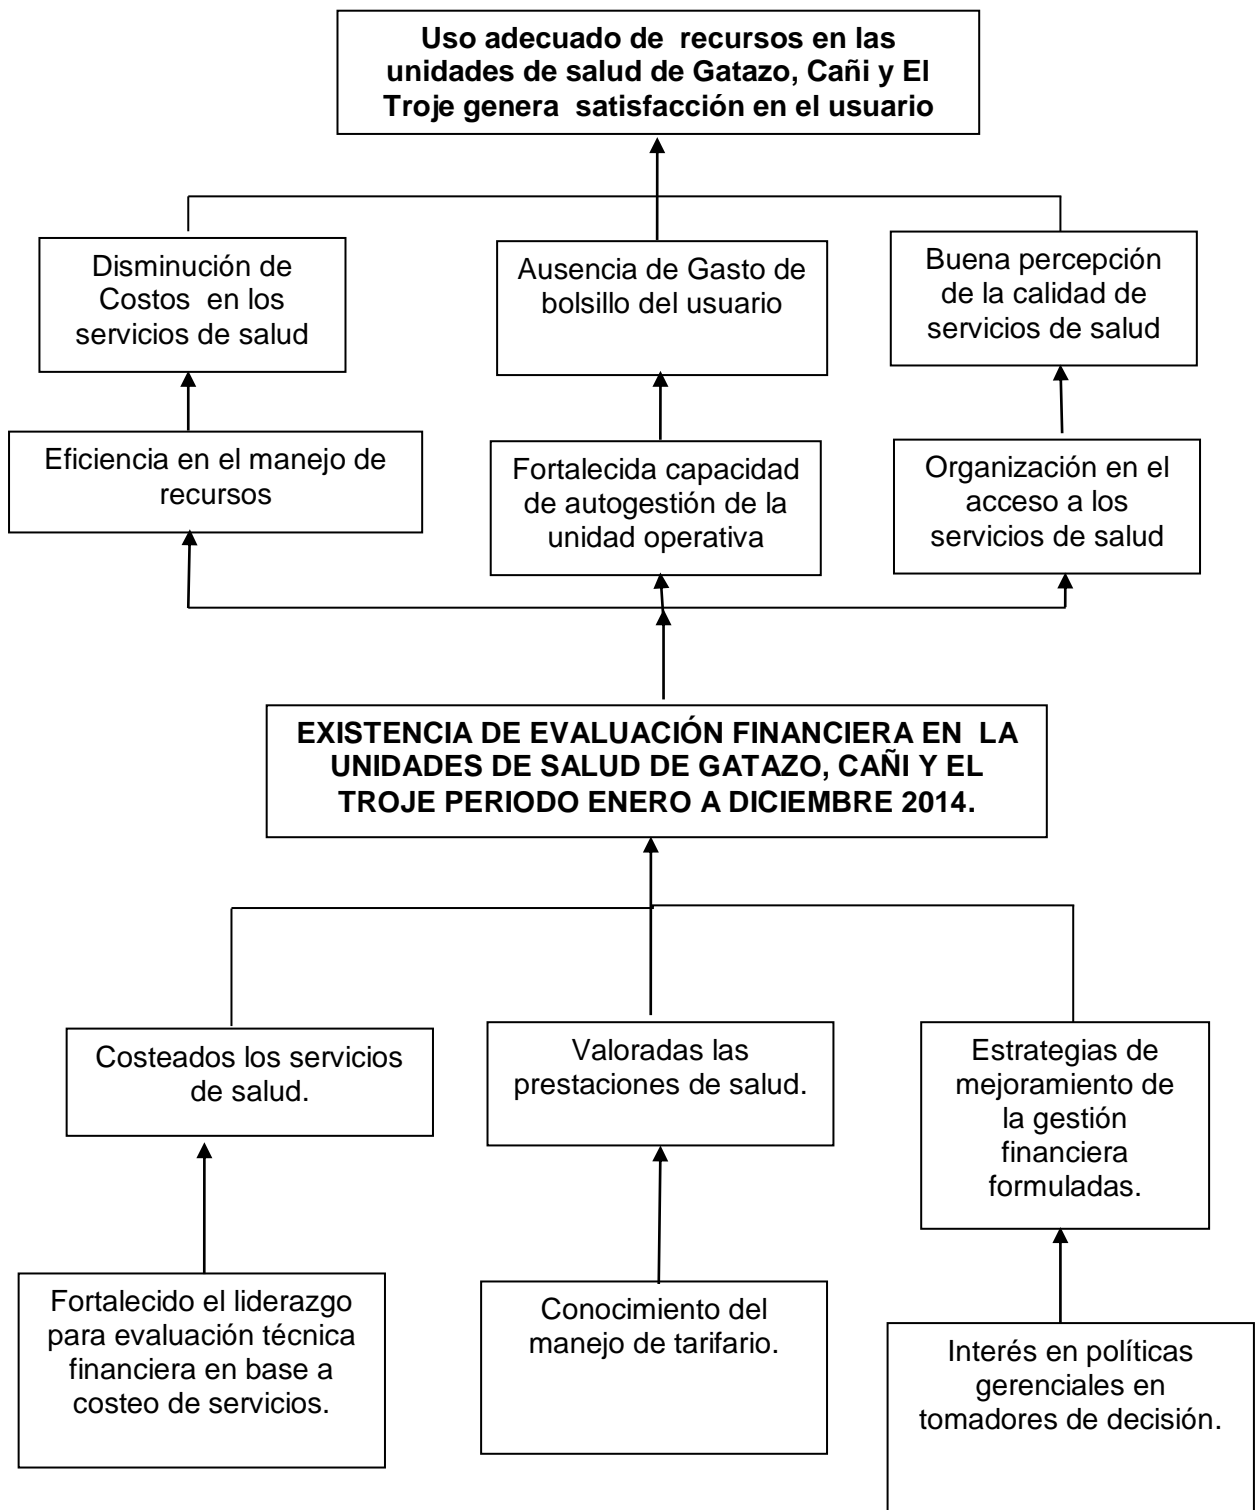 Uso adecuado de recursos en las
unidades de salud de Gatazo, Cañi y El
Troje genera satisfacción en el usuario
Disminución de
Costos en los
servicios de salud
Ausencia de Gasto de
bolsillo del usuario
Buena percepción
de la calidad de
servicios de salud
Eficiencia en el manejo de
recursos
Fortalecida capacidad
de autogestión de la
unidad operativa
Organización en el
acceso a los
servicios de salud
EXISTENCIA DE EVALUACIÓN FINANCIERA EN LA
UNIDADES DE SALUD DE GATAZO, CAÑI Y EL
TROJE PERIODO ENERO A DICIEMBRE 2014.
Costeados los servicios
de salud.
Valoradas las
prestaciones de salud.
Estrategias de
mejoramiento de
la gestión
financiera
formuladas.
Fortalecido el liderazgo
para evaluación técnica
financiera en base a
costeo de servicios.
Conocimiento del
manejo de tarifario.
Interés en políticas
gerenciales en
tomadores de decisión.